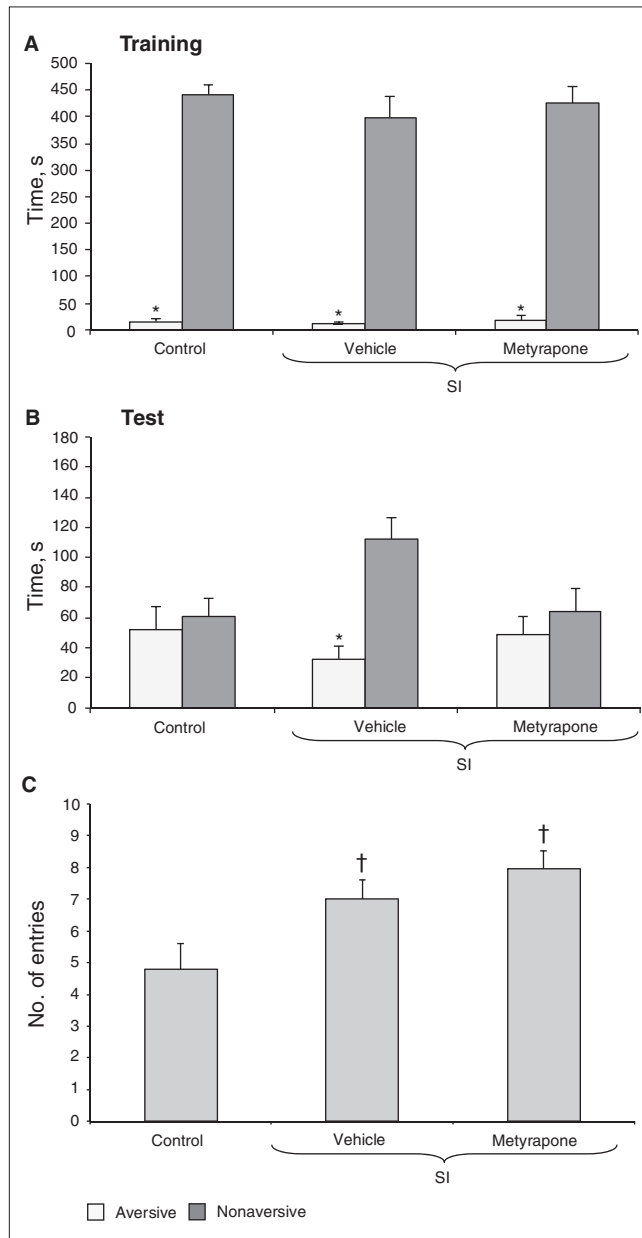 A Training
500
450
400
350
300
250
200
150
100
50
0
Time, s
*
*
*
Control Vehicle Metyrapone
SI
B Test
180
160
140
120
100
80
60
40
20
0
Time, s
*
Control Vehicle Metyrapone
SI
C
10
9
8
7
6
5
4
3
2
1
0
No. of entries
†
†
Control Vehicle Metyrapone
SI
Aversive Nonaversive